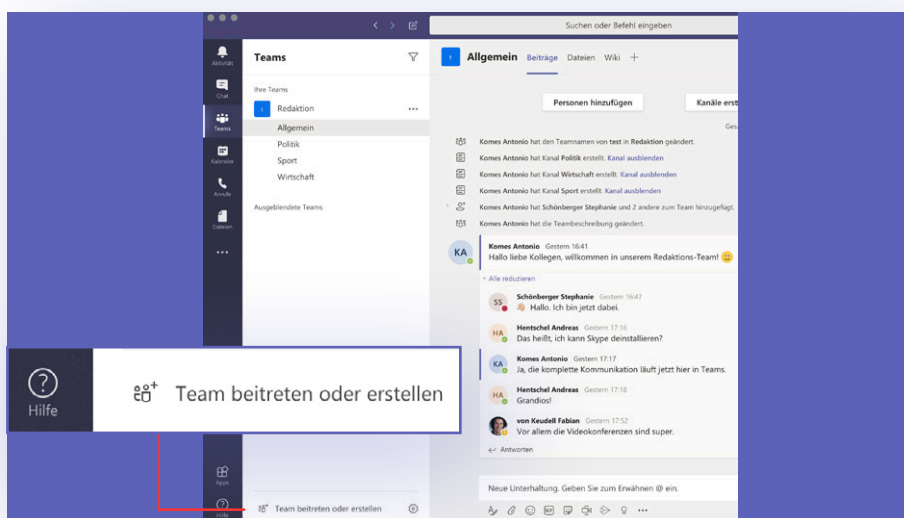 Suchen oder Befehl eingeben
Aktivität
Chat
Teams
Kalender
Anrufe
Dateien
Teams
Ihre Teams
Redaktion
Allgemein
Politik
Sport
Wirtschaft
Ausgeblendete Teams
Allgemein Beiträge Dateien Wiki +
Personen hinzufügen Kanäle erst
Ges
Komes Antonio hat den Teamnamen von test in Redaktion geändert.
Komes Antonio hat Kanal Politik erstellt. Kanal ausblenden
Komes Antonio hat Kanal Wirtschaft erstellt. Kanal ausblenden
Komes Antonio hat Kanal Sport erstellt. Kanal ausblenden
Komes Antonio hat Schönberger Stephanie und 2 andere zum Team hinzugefügt.
Komes Antonio hat die Teambeschreibung geändert.
KA
Komes Antonio Gestern 16:41
Hallo liebe Kollegen, willkommen in unserem Redaktions-Team!
Alle reduzieren
SS
Schönberger Stephanie Gestern 16:47
Hallo. Ich bin jetzt dabei.
HA
Hentschel Andreas Gestern 17:16
Das heißt, ich kann Skype deinstallieren?
KA
Komes Antonio Gestern 17:17
Ja, die komplette Kommunikation läuft jetzt hier in Teams.
HA
Hentschel Andreas Gestern 17:18
Grandios!
von Keudell Fabian Gestern 17:52
Vor allem die Videokonferenzen sind super.
Antworten
Neue Unterhaltung. Geben Sie zum Erwähnen @ ein.
Hilfe
Team beitreten oder erstellen
Apps
Hilfe
Team beitreten oder erstellen